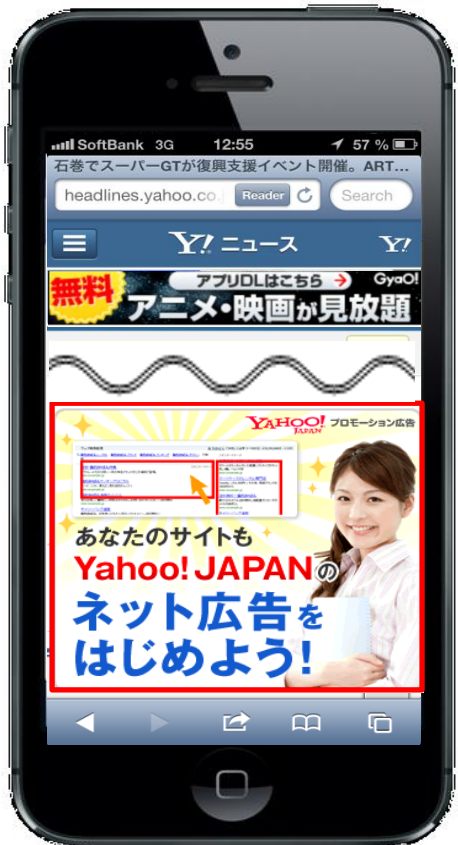 SoftBank 3G 12:55 57 %
石巻でスーパーGTが復興支援イベント開催。ART...
headlines.yahoo.co. Reader Search
Y! ニュース Y!
無料 アプリDLはこちら GyaO!
アニメ・映画が見放題
YAHOO! JAPAN プロモーション広告
あなたのサイトも
Yahoo! JAPANの
ネット広告を
はじめよう!